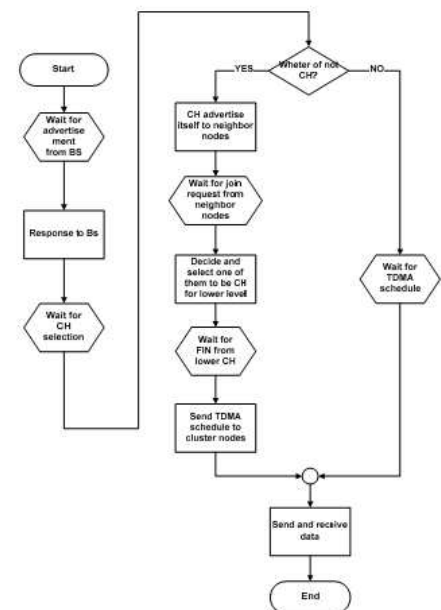 Start
Wait for
advertise
ment
from BS
Response to Bs
Wait for
CH
selection
Wheter of not
CH?
YES
NO
CH advertise
itself to neighbor
nodes
Wait for join
request from
neighbor
nodes
Decide and
select one of
them to be CH
for lower level
Wait for
FIN from
lower CH
Send TDMA
schedule to
cluster nodes
Wait for
TDMA
schedule
Send and receive
data
End